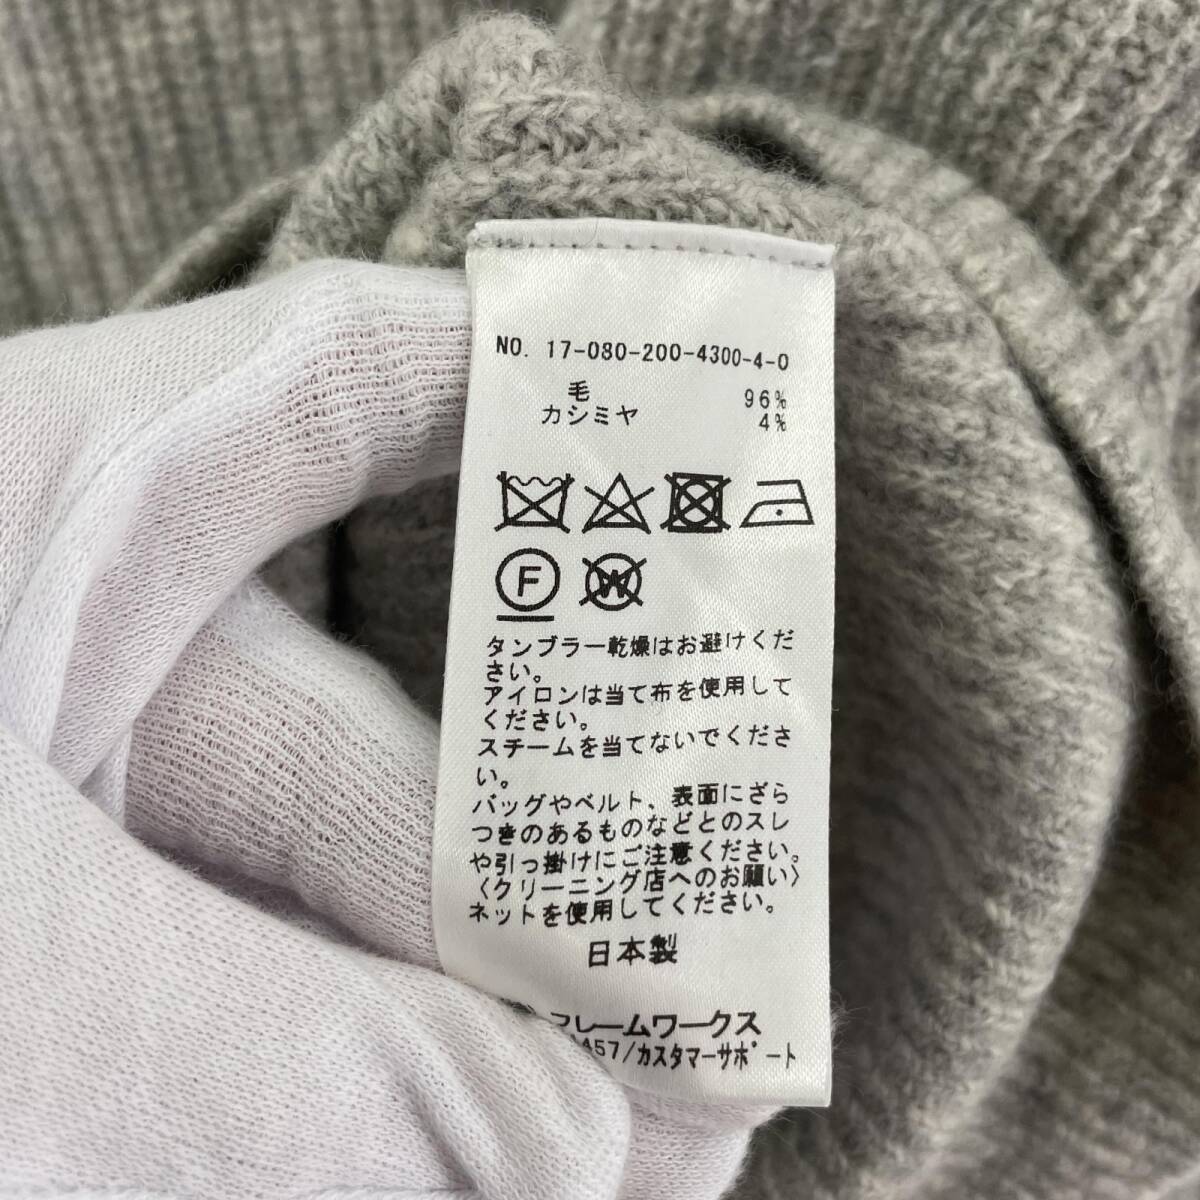 NO. 17-080-200-4300-4-0
毛 96%
カシミヤ 4%
F
W
タンブラー乾燥はお避けくだ
さい。
アイロンは当て布を使用して
ください。
スチームを当てないでくださ
い。
バッグやベルト、表面にざら
つきのあるものなどとのスレ
や引っ掛けにご注意ください。
〈クリーニング店へのお願い〉
ネットを使用してください。
日本製
フレームワークス
457/カスタマーサポート